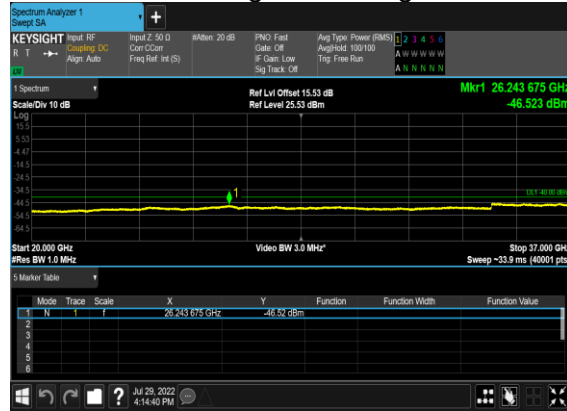 Spectrum Analyzer 1
Swept SA
+
KEYSIGHT Input: RF Input Z: 50 Ω #Atten: 20 dB PNO: Fast Avg Type: Power (RMS) 1 2 3 4 5 6
R T Coupling: DC Corr CCorr Gate: Off Avg|Hold: 100/100 A W W W W W
Align: Auto Freq Ref: Int (S) IF Gain: Low Trig: Free Run
Sig Track: Off A N N N N N
1 Spectrum
Ref Lvl Offset 15.53 dB Mkr1 26.243 675 GHz
Scale/Div 10 dB Ref Level 25.53 dBm -46.523 dBm
Log
15.5
5.53
-4.47
-14.5
-24.5
-34.5
1
DL1 -40.00 dBm
-44.5
-54.5
-64.5
Start 20.000 GHz Video BW 3.0 MHz* Stop 37.000 GHz
#Res BW 1.0 MHz Sweep ~33.9 ms (40001 pts)
5 Marker Table
Mode Trace Scale X Y Function Function Width Function Value
1 N 1 f 26.243 675 GHz -46.52 dBm
2
3
4
5
6
? Jul 29, 2022
4:14:40 PM